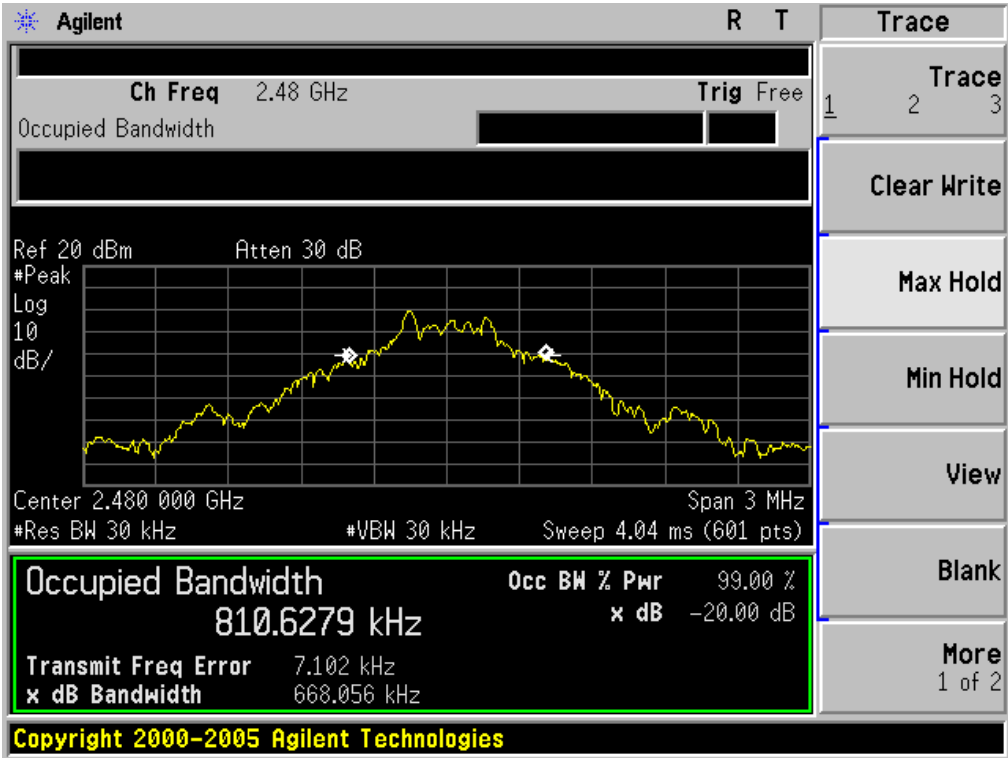 Agilent R T
Ch Freq 2.48 GHz Trig Free
Occupied Bandwidth
Ref 20 dBm Atten 30 dB
#Peak
Log
10
dB/
Center 2.480 000 GHz Span 3 MHz
#Res BW 30 kHz #VBW 30 kHz Sweep 4.04 ms (601 pts)
Occupied Bandwidth
810.6279 kHz
Occ BW % Pwr 99.00 %
x dB -20.00 dB
Transmit Freq Error 7.102 kHz
x dB Bandwidth 668.056 kHz
Copyright 2000-2005 Agilent Technologies
Trace
Trace
1 2 3
Clear Write
Max Hold
Min Hold
View
Blank
More
1 of 2